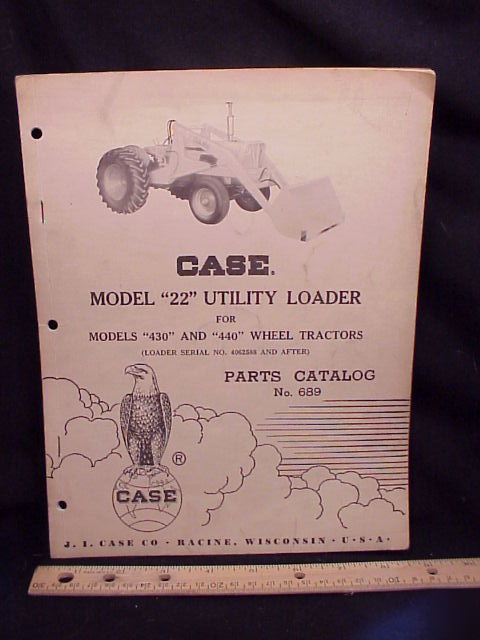 CASE.
MODEL "22" UTILITY LOADER
FOR
MODELS "430" AND "440" WHEEL TRACTORS
(LOADER SERIAL NO. 4062588 AND AFTER)
PARTS CATALOG
No. 689
®
CASE
J. I. CASE CO · RACINE, WISCONSIN · U·S·A·